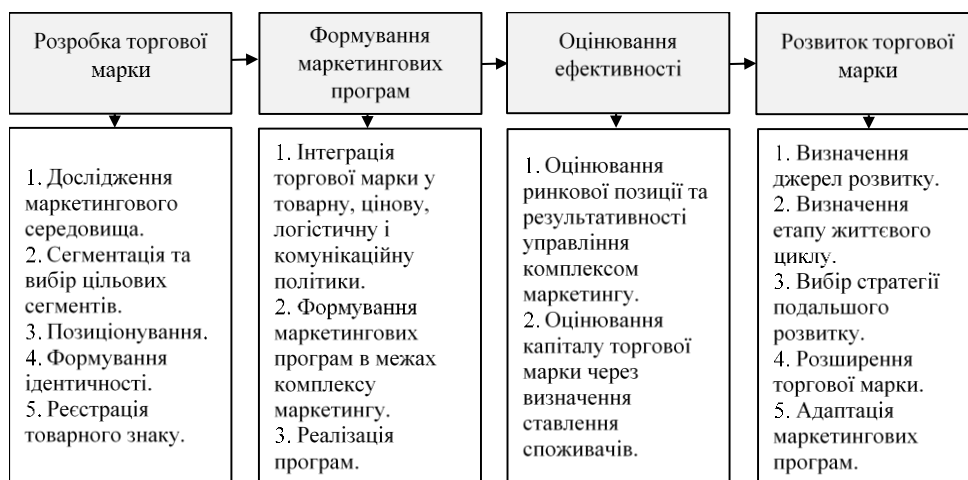 Розробка торгової
марки
Формування
маркетингових
програм
Оцінювання
ефективності
Розвиток торгової
марки
1. Дослідження
маркетингового
середовища.
2. Сегментація та
вибір цільових
сегментів.
3. Позиціонування.
4. Формування
ідентичності.
5. Реєстрація
товарного знаку.
1. Інтеграція
торгової марки у
товарну, цінову,
логістичну і
комунікаційну
політики.
2. Формування
маркетингових
програм в межах
комплексу
маркетингу.
3. Реалізація
програм.
1. Оцінювання
ринкової позиції та
результативності
управління
комплексом
маркетингу.
2. Оцінювання
капіталу торгової
марки через
визначення
ставлення
споживачів.
1. Визначення
джерел розвитку.
2. Визначення
етапу життєвого
циклу.
3. Вибір стратегії
подальшого
розвитку.
4. Розширення
торгової марки.
5. Адаптація
маркетингових
програм.